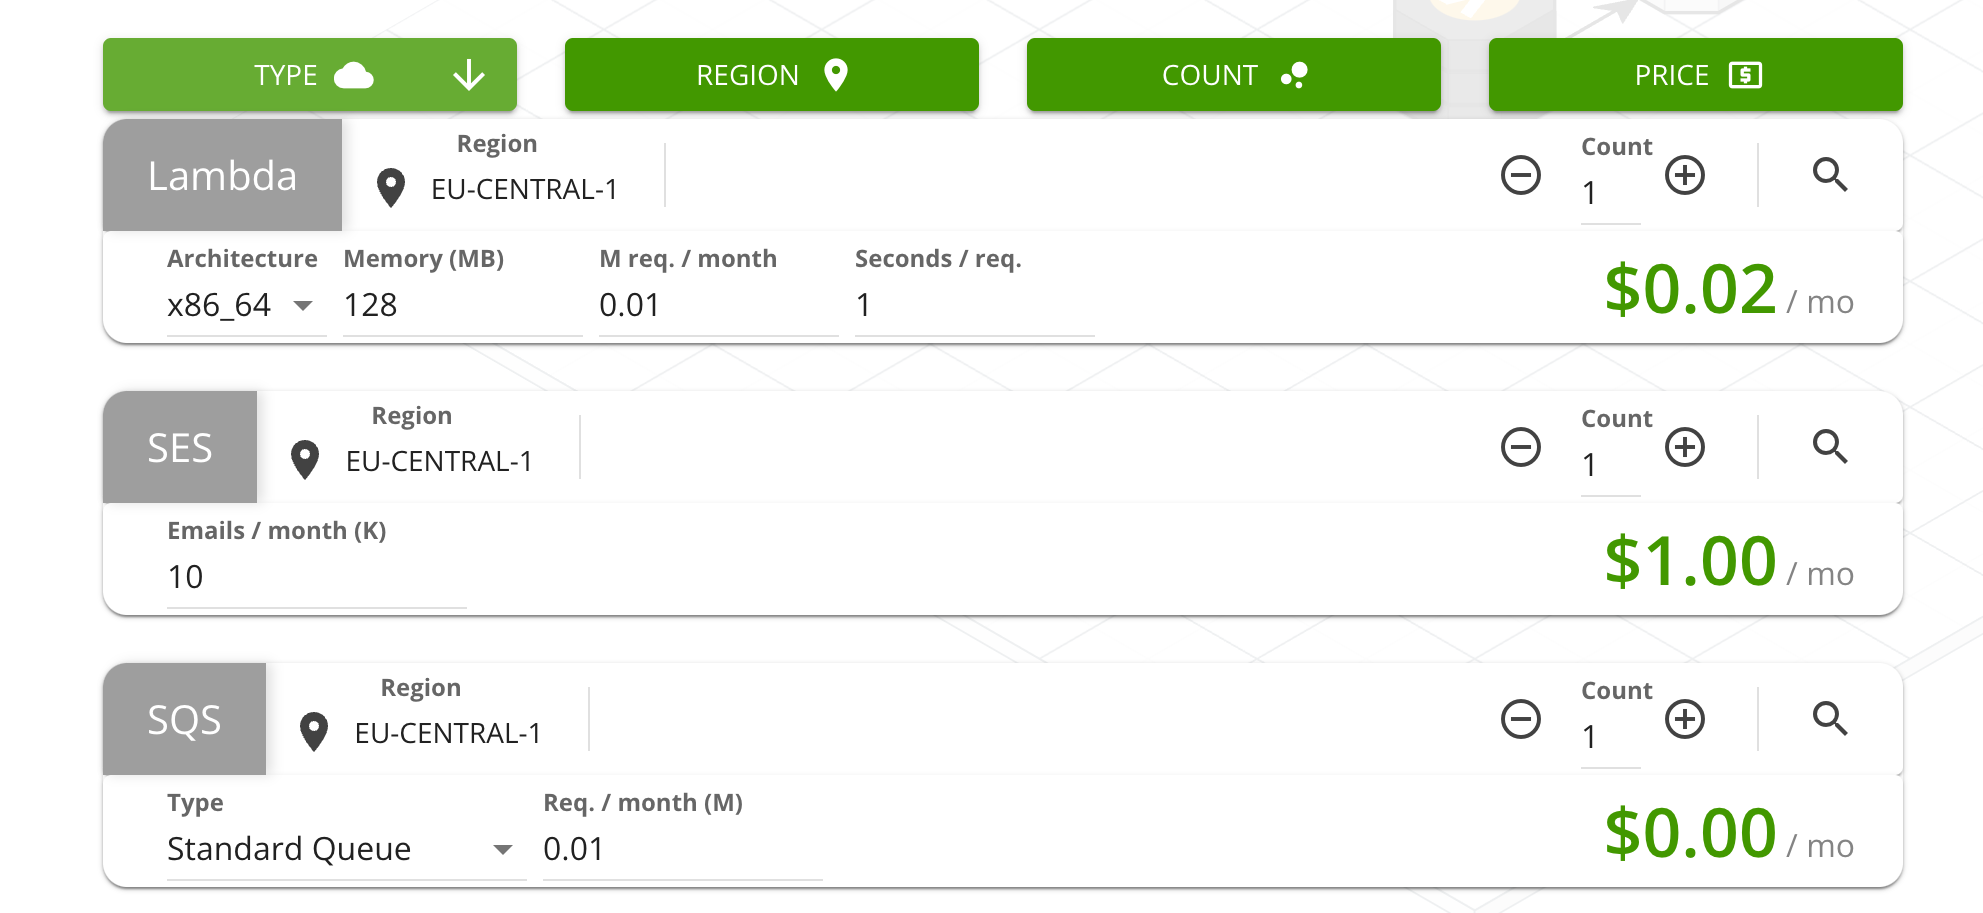 TYPE REGION COUNT PRICE
Lambda
Region
EU-CENTRAL-1
Count
1
Architecture Memory (MB) M req. / month Seconds / req.
x86_64 128 0.01 1
$0.02 / mo
SES
Region
EU-CENTRAL-1
Count
1
Emails / month (K)
10
$1.00 / mo
SQS
Region
EU-CENTRAL-1
Count
1
Type Req. / month (M)
Standard Queue 0.01
$0.00 / mo